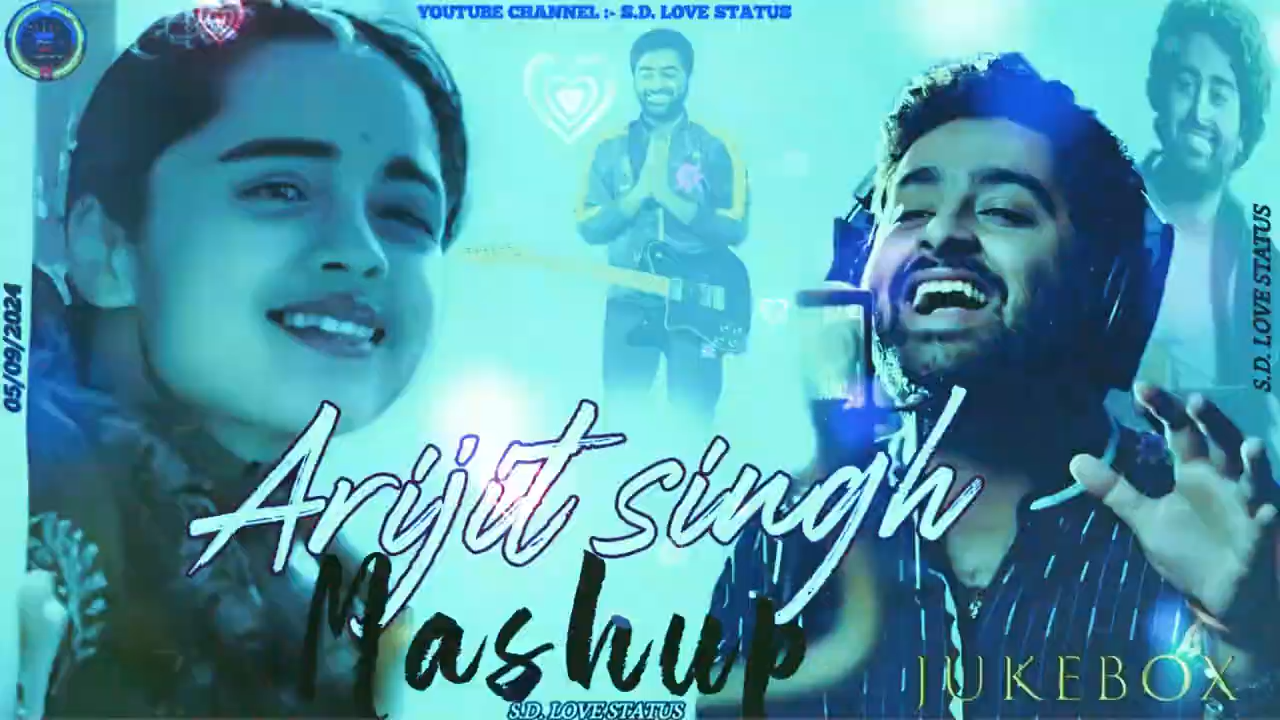 YOUTUBE CHANNEL :- S.D. LOVE STATUS
05/09/2024
S.D. LOVE STATUS
Arijit singh
Mashup
JUKEBOX
S.D. LOVE STATUS